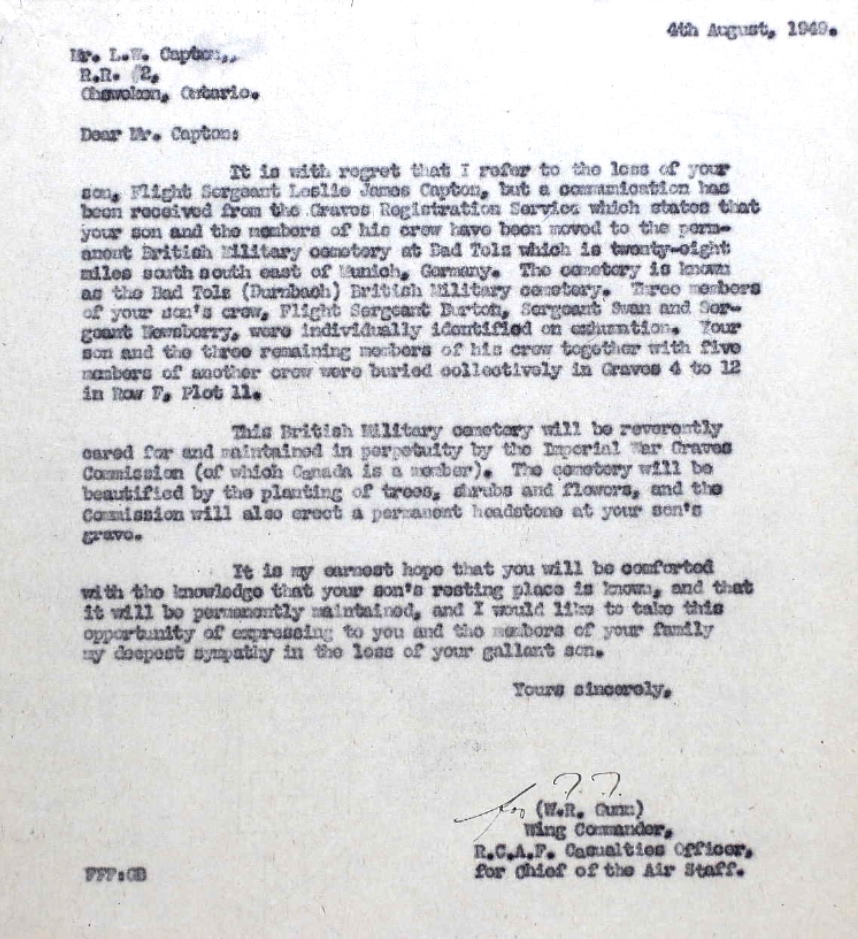 4th August, 1949.
Mr. L.W. Capton,,
R.R. #2,
Ohsweken, Ontario.
Dear Mr. Capton:
It is with regret that I refer to the loss of your
son, Flight Sergeant Leslie James Capton, but a communication has
been received from the Graves Registration Service which states that
your son and the members of his crew have been moved to the perm-
anent British Military cemetery at Bad Tolz which is twenty-eight
miles south south east of Munich, Germany. The cemetery is known
as the Bad Tolz (Durnbach) British Military cemetery. Three members
of your son's crew, Flight Sergeant Burton, Sergeant Swan and Ser-
geant Newsberry, were individually identified on exhumation. Your
son and the three remaining members of his crew together with five
members of another crew were buried collectively in Graves 4 to 12
in Row F, Plot 11.
This British Military cemetery will be reverently
cared for and maintained in perpetuity by the Imperial War Graves
Commission (of which Canada is a member). The cemetery will be
beautified by the planting of trees, shrubs and flowers, and the
Commission will also erect a permanent headstone at your son's
grave.
It is my earnest hope that you will be comforted
with the knowledge that your son's resting place is known, and that
it will be permanently maintained, and I would like to take this
opportunity of expressing to you and the members of your family
my deepest sympathy in the loss of your gallant son.
Yours sincerely,
for (W.R. Gunn)
Wing Commander,
R.C.A.F. Casualties Officer,
for Chief of the Air Staff.
FFF:GB